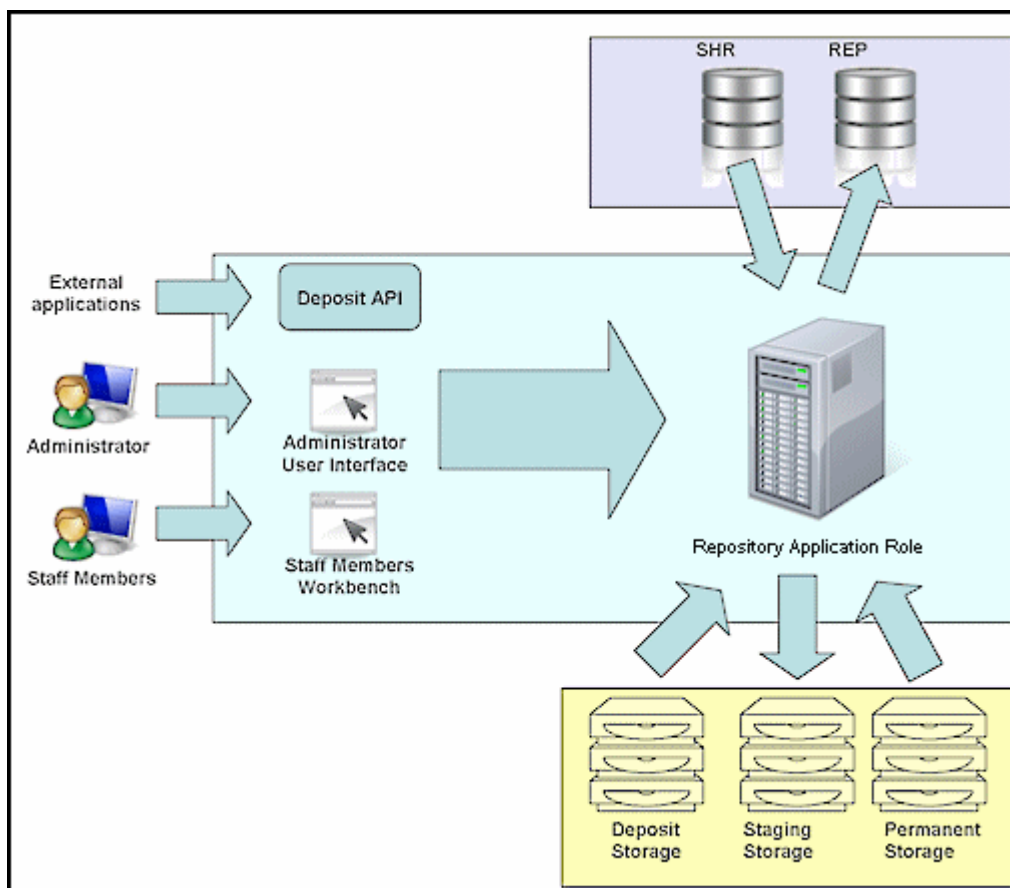 SHR
REP
External
applications
Deposit API
Administrator
Administrator
User Interface
Staff Members
Staff Members
Workbench
Repository Application Role
Deposit
Storage
Staging
Storage
Permanent
Storage